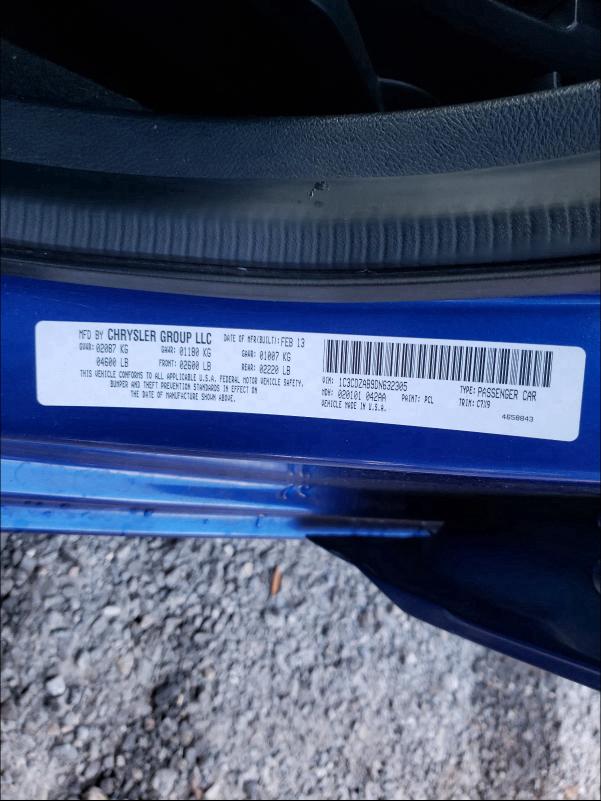 MFD BY CHRYSLER GROUP LLC DATE OF MFR(BUILT): FEB 13
GVWR: 02087 KG GAWR: 01180 KG GAWR: 01007 KG
04600 LB FRONT: 02600 LB REAR: 02220 LB
THIS VEHICLE CONFORMS TO ALL APPLICABLE U.S.A. FEDERAL MOTOR VEHICLE SAFETY,
BUMPER AND THEFT PREVENTION STANDARDS IN EFFECT ON
THE DATE OF MANUFACTURE SHOWN ABOVE.
VIN: 1C3CDZAB9DN632305 TYPE: PASSENGER CAR
MDH: 020101 042AA PAINT: PCL TRIM: C7X9
VEHICLE MADE IN U.S.A. 4658843